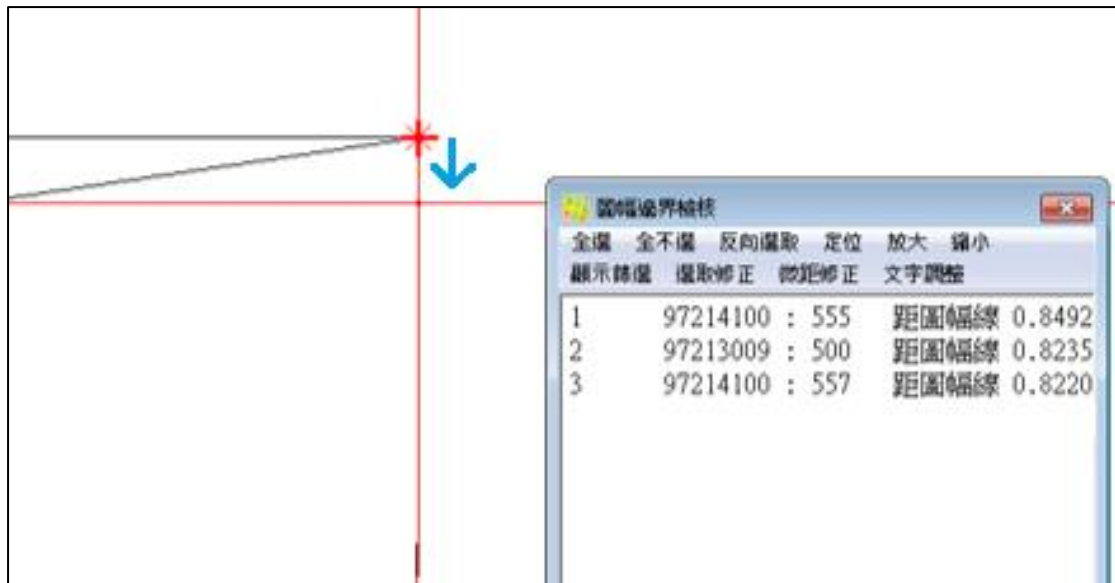 圖幅邊界檢核
全選 全不選 反向選取 定位 放大 縮小
顯示篩選 選取修正 微距修正 文字調整
1 97214100 : 555 距圖幅線 0.8492
2 97213009 : 500 距圖幅線 0.8235
3 97214100 : 557 距圖幅線 0.8220